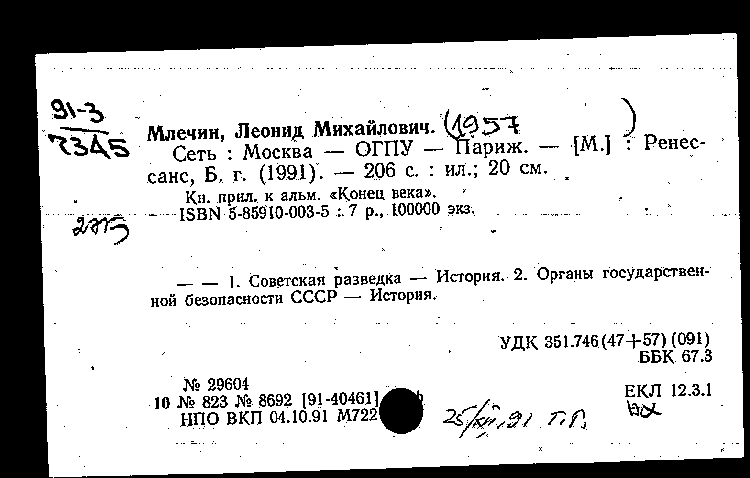 91-3
7345
Млечин, Леонид Михайлович. (1957 )
Сеть : Москва — ОГПУ — Париж. — [М.] : Ренес-
санс, Б. г. (1991). — 206 с. : ил.; 20 см.
Кн. прил. к альм. «Конец века».
ISBN 5-85910-003-5 : 7 р., 100000 экз.
— — 1. Советская разведка — История. 2. Органы государствен-
ной безопасности СССР — История.
УДК 351.746(47+57)(091)
ББК 67.3
№ 29604
10 № 823 № 8692 [91-40461]
ЕКЛ 12.3.1
НПО ВКП 04.10.91 М722
25/XII.91 Т.Г.